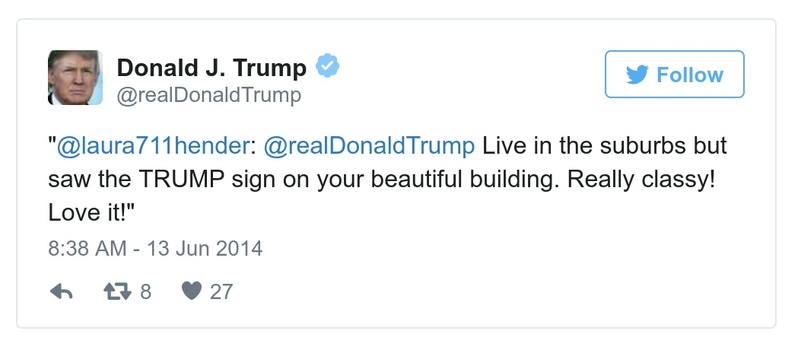 Donald J. Trump
@realDonaldTrump
Follow
"@laura711hender: @realDonaldTrump Live in the suburbs but
saw the TRUMP sign on your beautiful building. Really classy!
Love it!"
8:38 AM - 13 Jun 2014
8 27